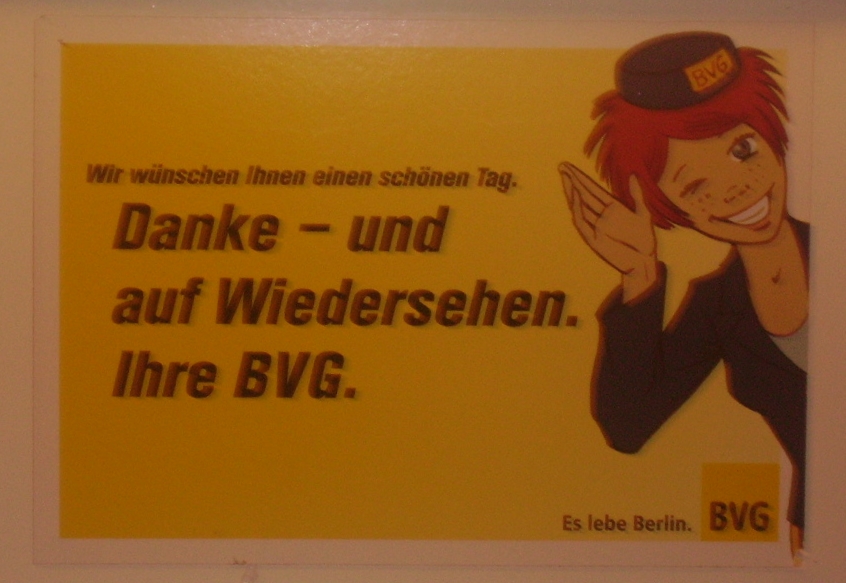 BVG
Wir wünschen Ihnen einen schönen Tag.
Danke – und
auf Wiedersehen.
Ihre BVG.
Es lebe Berlin. BVG